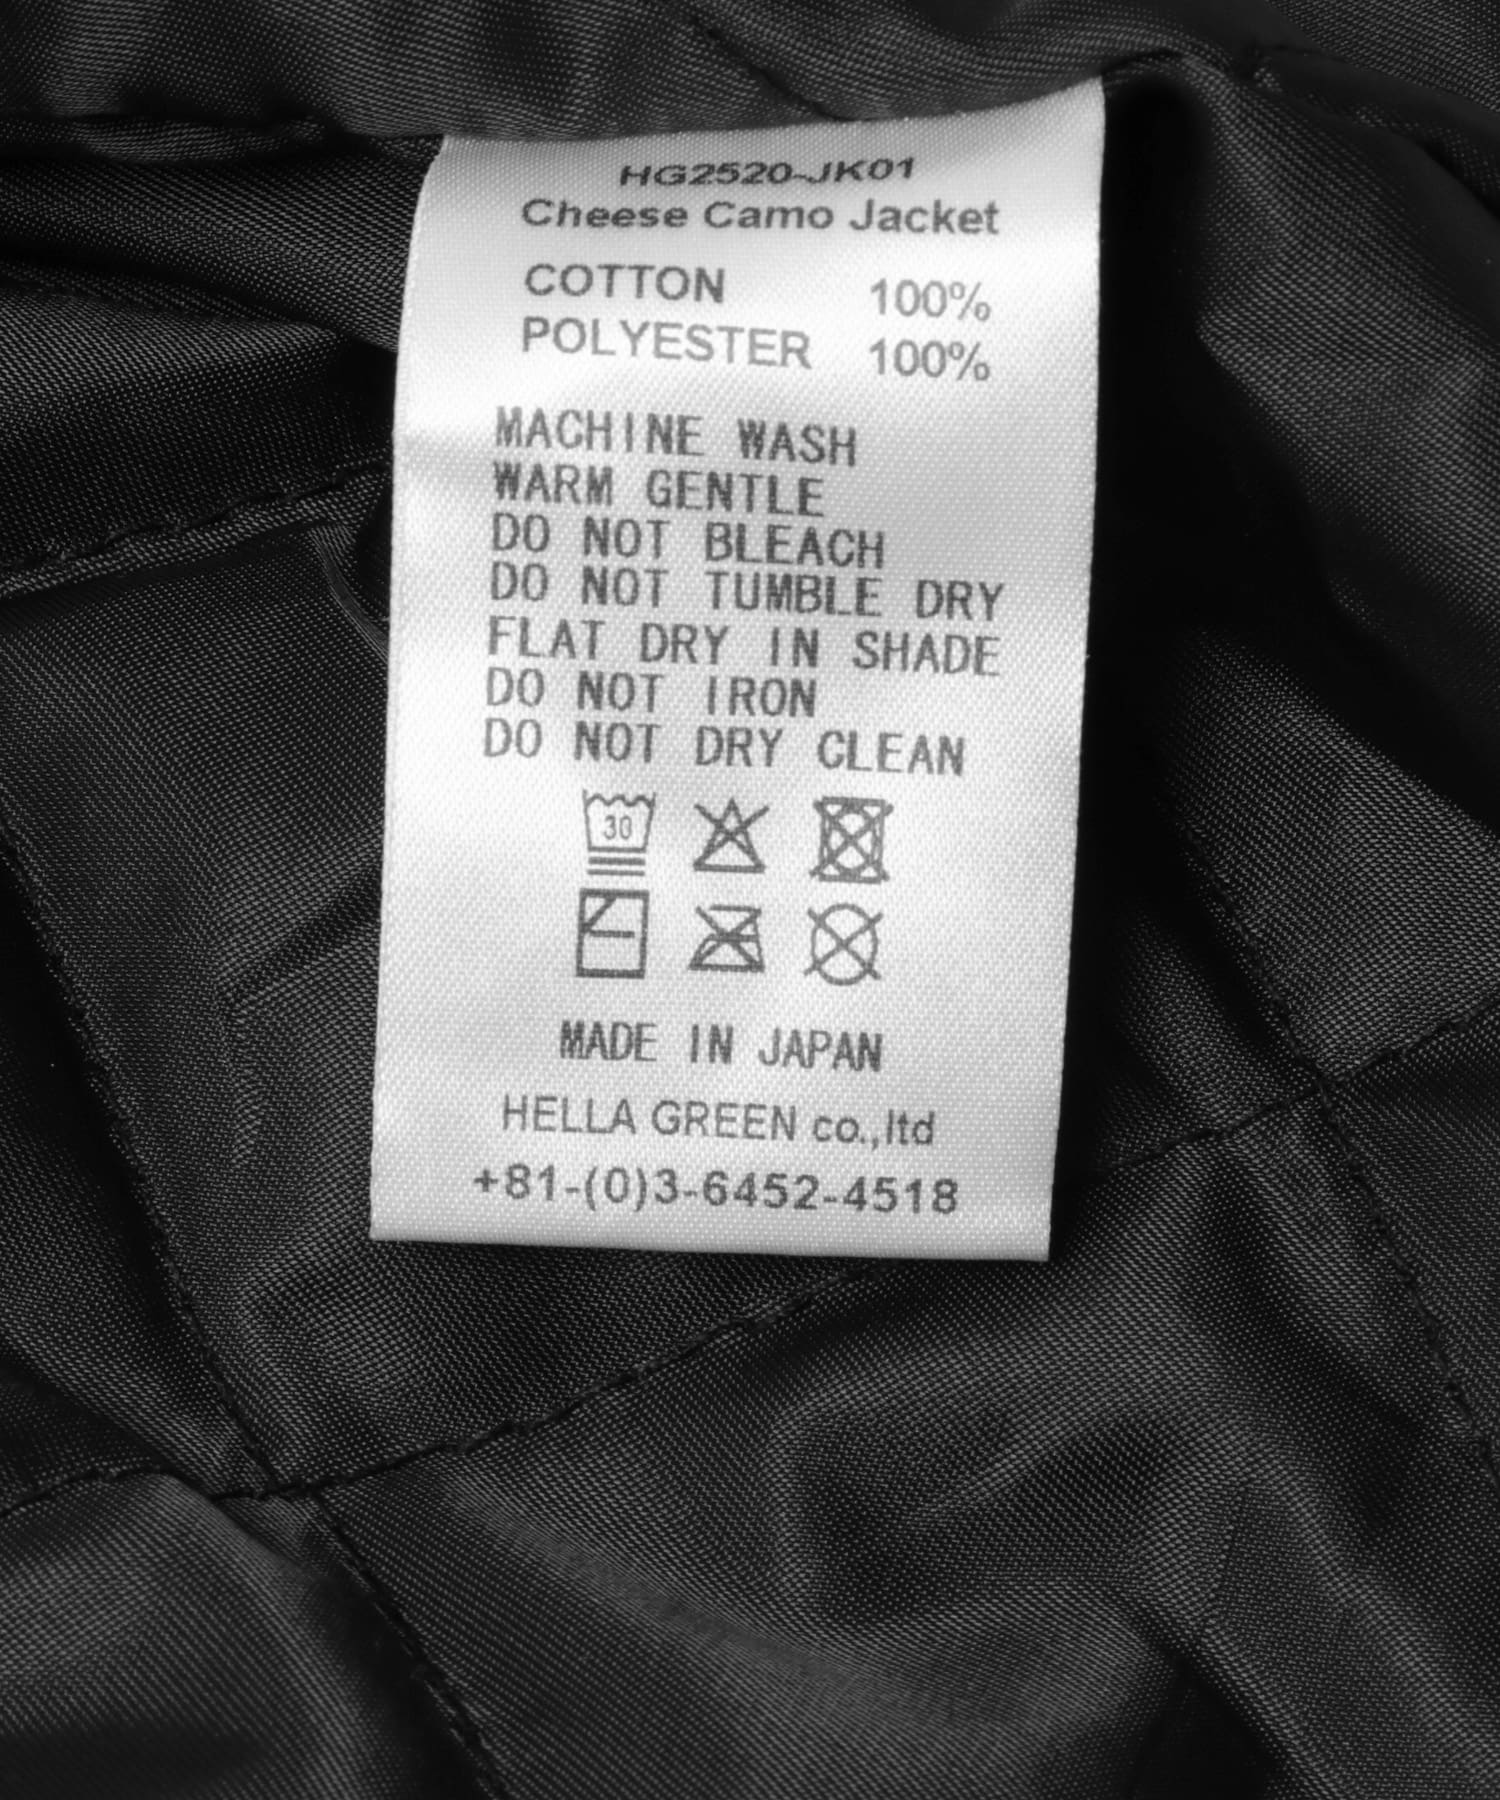 HG2520-JK01
Cheese Camo Jacket
COTTON 100%
POLYESTER 100%
MACHINE WASH
WARM GENTLE
DO NOT BLEACH
DO NOT TUMBLE DRY
FLAT DRY IN SHADE
DO NOT IRON
DO NOT DRY CLEAN
30
MADE IN JAPAN
HELLA GREEN co.,ltd
+81-(0)3-6452-4518